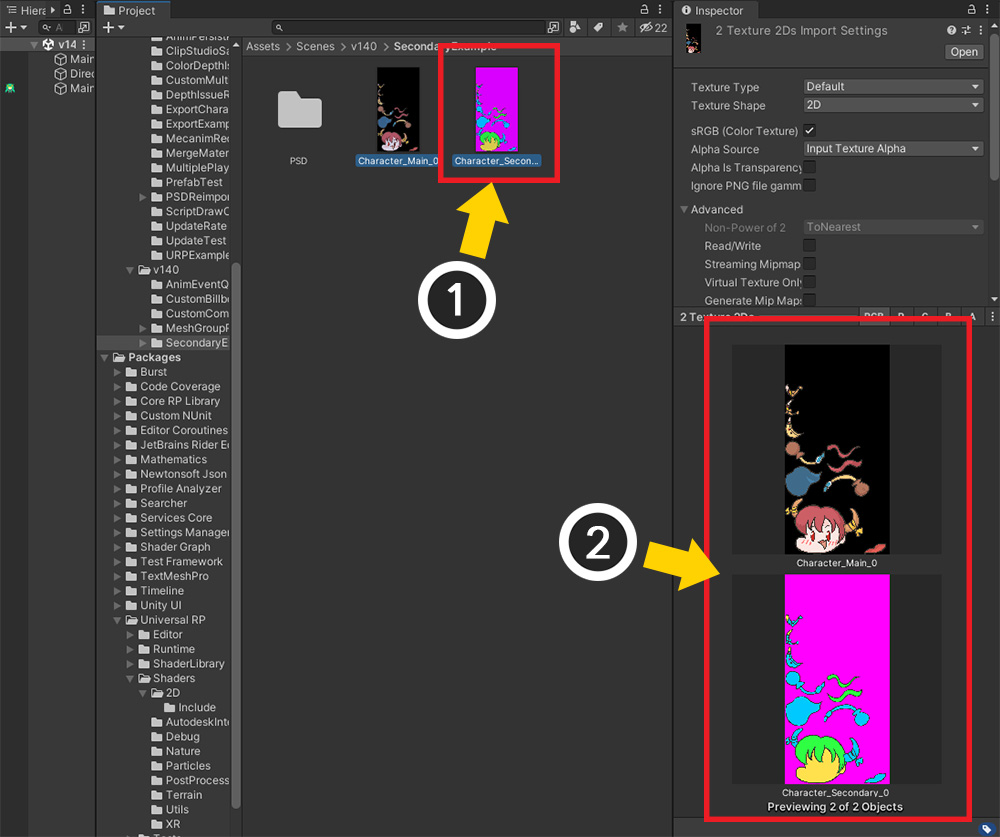 Hiera
v14
Main
Direc
Main
Project
22
AnimPersist
ClipStudioSa
ColorDepthIs
CustomMult
DepthIssueR
ExportChara
ExportExamp
MecanimRec
MergeMater
MultiplePlay
PrefabTest
PSDReimpor
ScriptDrawC
UpdateRate
UpdateTest
URPExample
v140
AnimEventQ
CustomBillbo
CustomCom
MeshGroupF
SecondaryE
Packages
Burst
Code Coverage
Core RP Library
Custom NUnit
Editor Coroutines
JetBrains Rider Ed
Mathematics
Newtonsoft Json
Profile Analyzer
Searcher
Services Core
Settings Manager
Shader Graph
Test Framework
TextMeshPro
Timeline
Unity UI
Universal RP
Editor
Runtime
ShaderLibrary
Shaders
2D
Include
AutodeskInte
Debug
Nature
Particles
PostProcess
Terrain
Utils
XR
Assets > Scenes > v140 > SecondaryExample
PSD
Character_Main_0
Character_Secon...
1
2
Inspector
2 Texture 2Ds Import Settings
Open
Texture Type Default
Texture Shape 2D
sRGB (Color Texture)
Alpha Source Input Texture Alpha
Alpha Is Transparency
Ignore PNG file gamm
Advanced
Non-Power of 2 ToNearest
Read/Write
Streaming Mipmap
Virtual Texture Only
Generate Mip Maps
2 Texture 2Ds RGB R G B A
Character_Main_0
Character_Secondary_0
Previewing 2 of 2 Objects